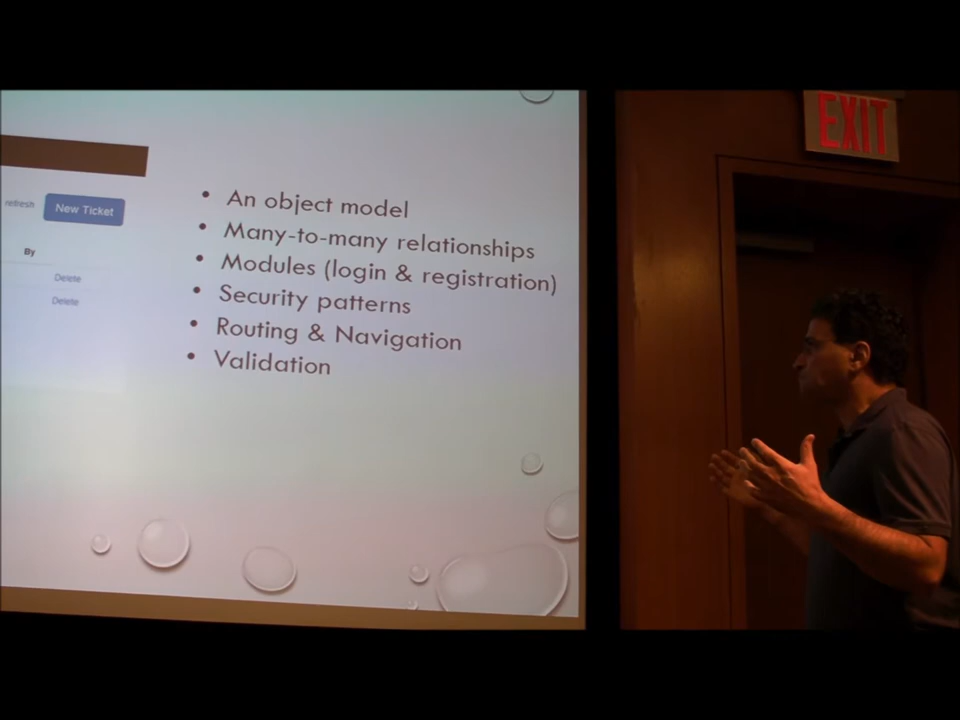 EXIT
refresh
New Ticket
By
Delete
Delete
• An object model
• Many-to-many relationships
• Modules (login & registration)
• Security patterns
• Routing & Navigation
• Validation